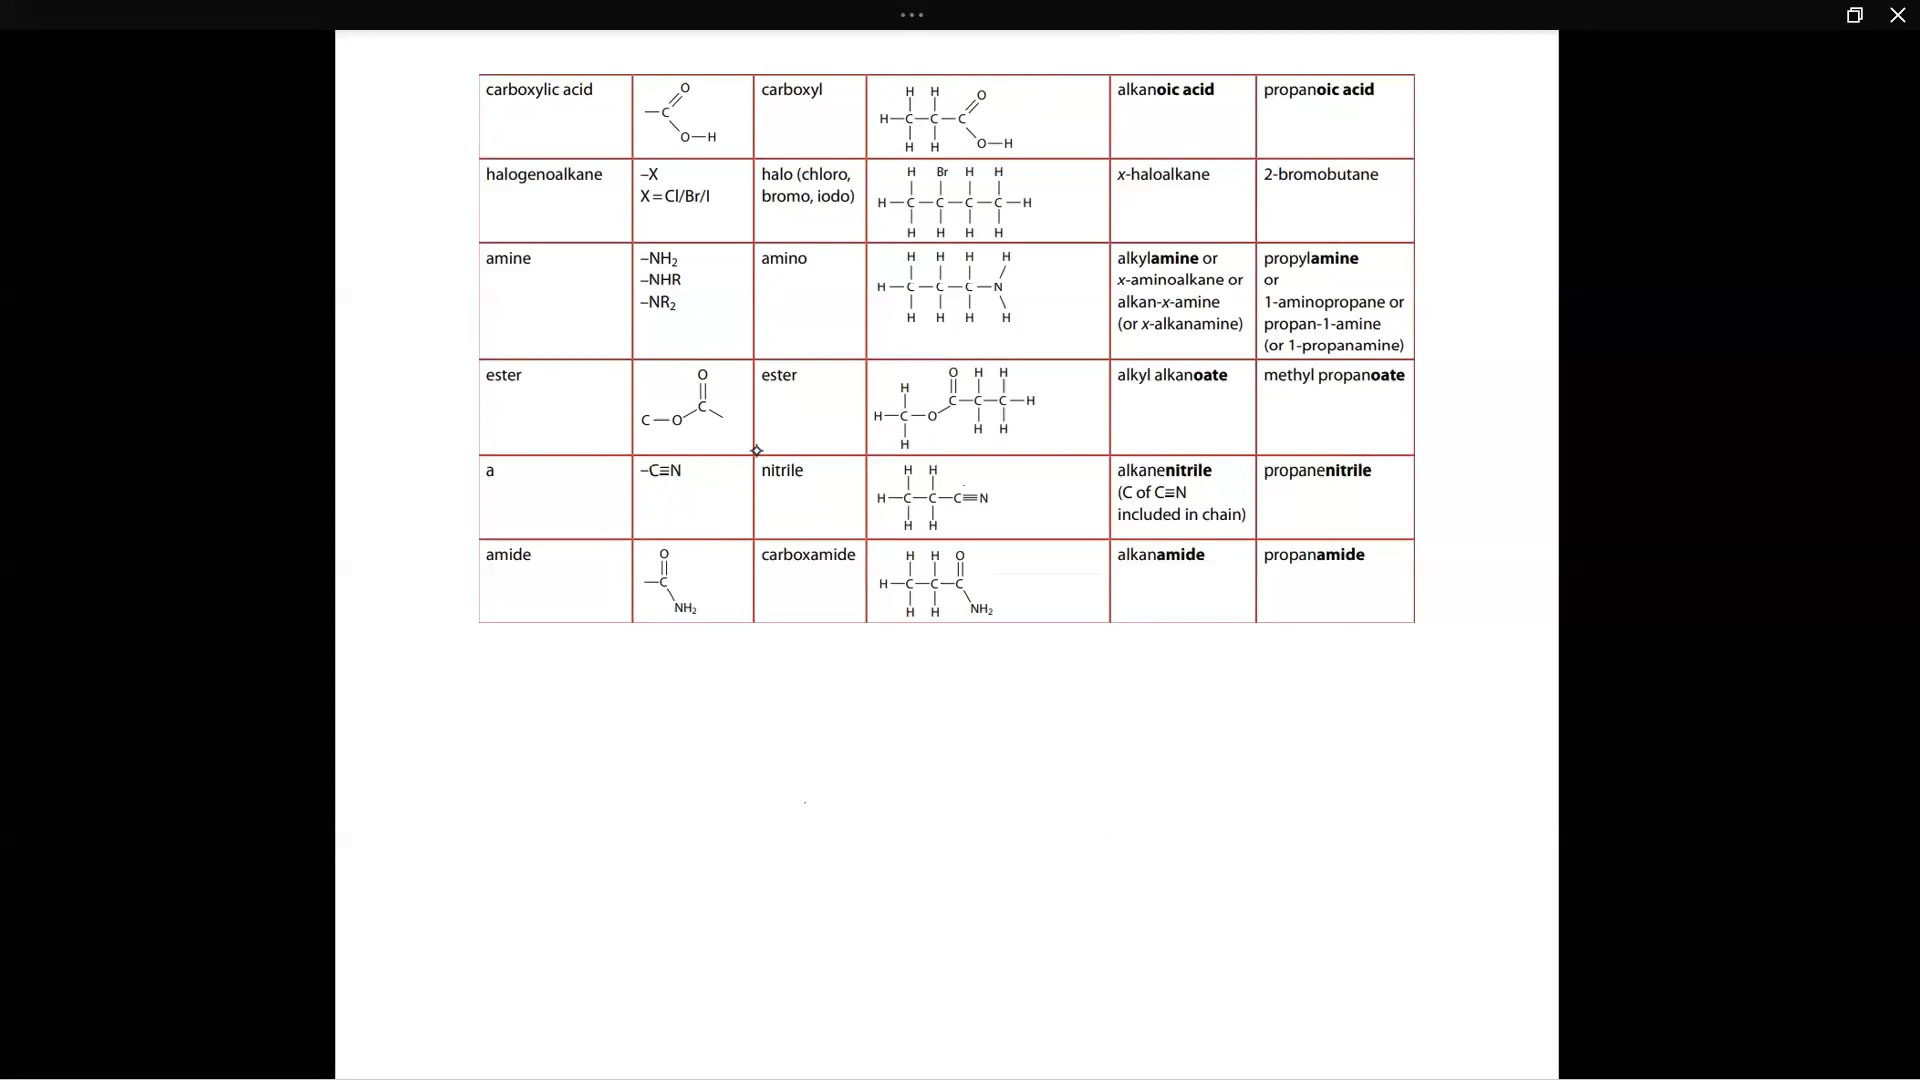 carboxylic acid
O
—C
O—H
carboxyl
H H O
H—C—C—C
H H O—H
alkanoic acid
propanoic acid
halogenoalkane
–X
X=Cl/Br/I
halo (chloro,
bromo, iodo)
H Br H H
H—C—C—C—C—H
H H H H
x-haloalkane
2-bromobutane
amine
–NH₂
–NHR
–NR₂
amino
H H H H
H—C—C—C—N
H H H H
alkylamine or
x-aminoalkane or
alkan-x-amine
(or x-alkanamine)
propylamine
or
1-aminopropane or
propan-1-amine
(or 1-propanamine)
ester
O
C
C—O
ester
O H H
H C—C—C—H
H—C—O
H H
H
alkyl alkanoate
methyl propanoate
a
–C≡N
nitrile
H H
H—C—C—C≡N
H H
alkanenitrile
(C of C≡N
included in chain)
propanenitrile
amide
O
—C
NH₂
carboxamide
H H O
H—C—C—C
H H NH₂
alkanamide
propanamide